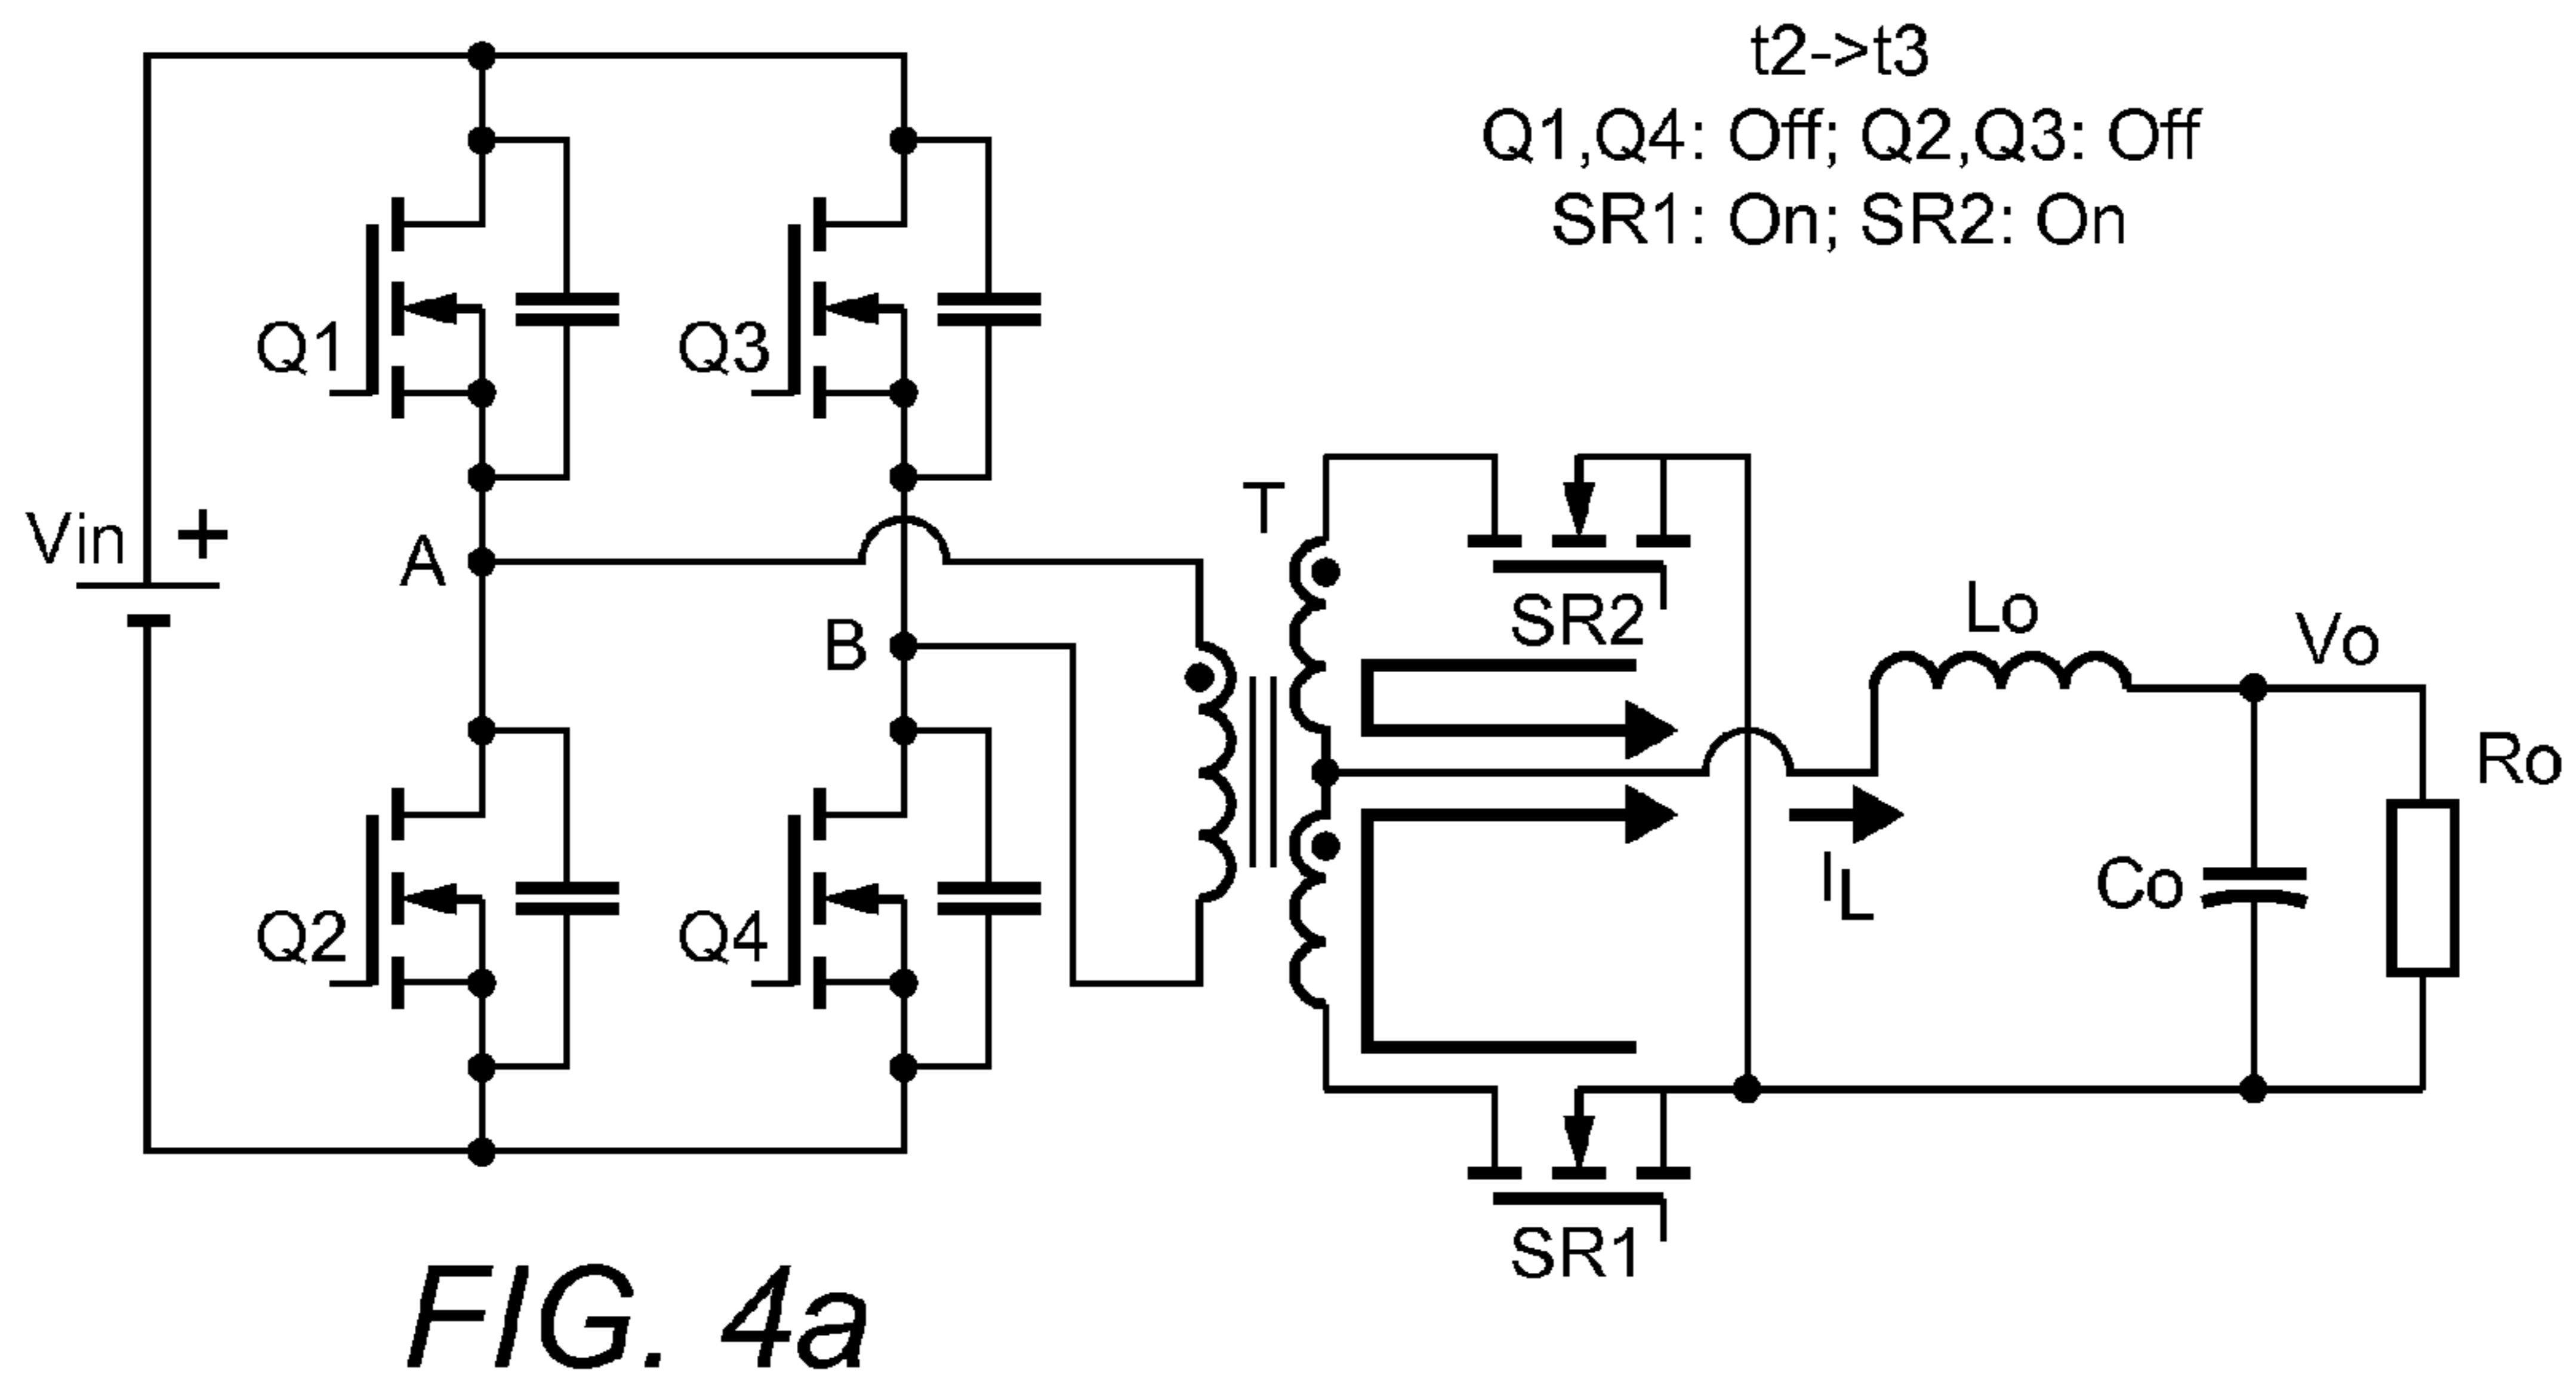 t2->t3
Q1,Q4: Off; Q2,Q3: Off
SR1: On; SR2: On
Q1
Q3
Vin +
A
B
T
SR2
Lo
Vo
Ro
IL
Co
Q2
Q4
SR1
FIG. 4a